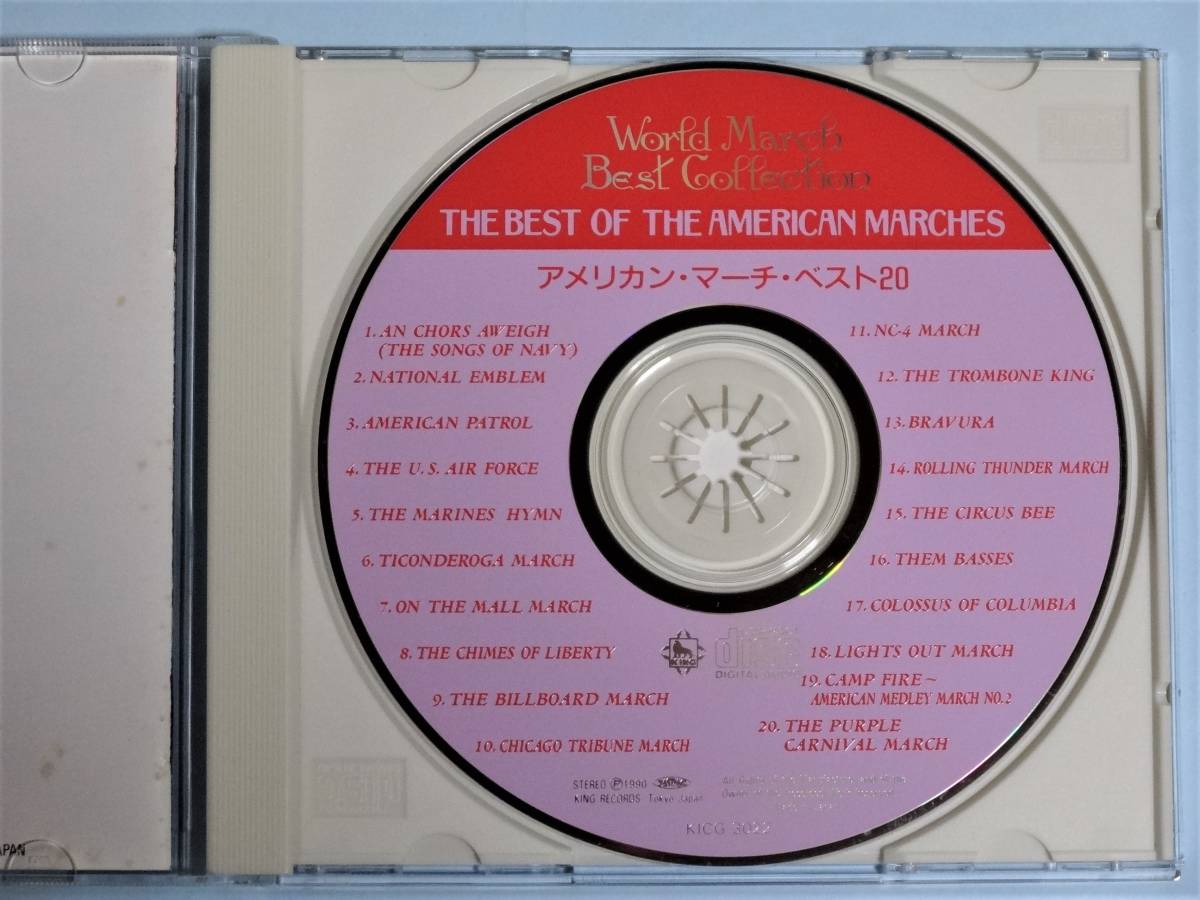 World March
Best Collection
THE BEST OF THE AMERICAN MARCHES
アメリカン・マーチ・ベスト20
1. AN CHORS AWEIGH
(THE SONGS OF NAVY)
2. NATIONAL EMBLEM
3. AMERICAN PATROL
4. THE U.S. AIR FORCE
5. THE MARINES HYMN
6. TICONDEROGA MARCH
7. ON THE MALL MARCH
8. THE CHIMES OF LIBERTY
9. THE BILLBOARD MARCH
10. CHICAGO TRIBUNE MARCH
11. NC-4 MARCH
12. THE TROMBONE KING
13. BRAVURA
14. ROLLING THUNDER MARCH
15. THE CIRCUS BEE
16. THEM BASSES
17. COLOSSUS OF COLUMBIA
18. LIGHTS OUT MARCH
19. CAMP FIRE~
AMERICAN MEDLEY MARCH NO.2
20. THE PURPLE
CARNIVAL MARCH
KING
disc
DIGITAL AUDIO
STEREO Ⓟ1990
KING RECORDS Tokyo Japan
KICG 3022
JAPAN